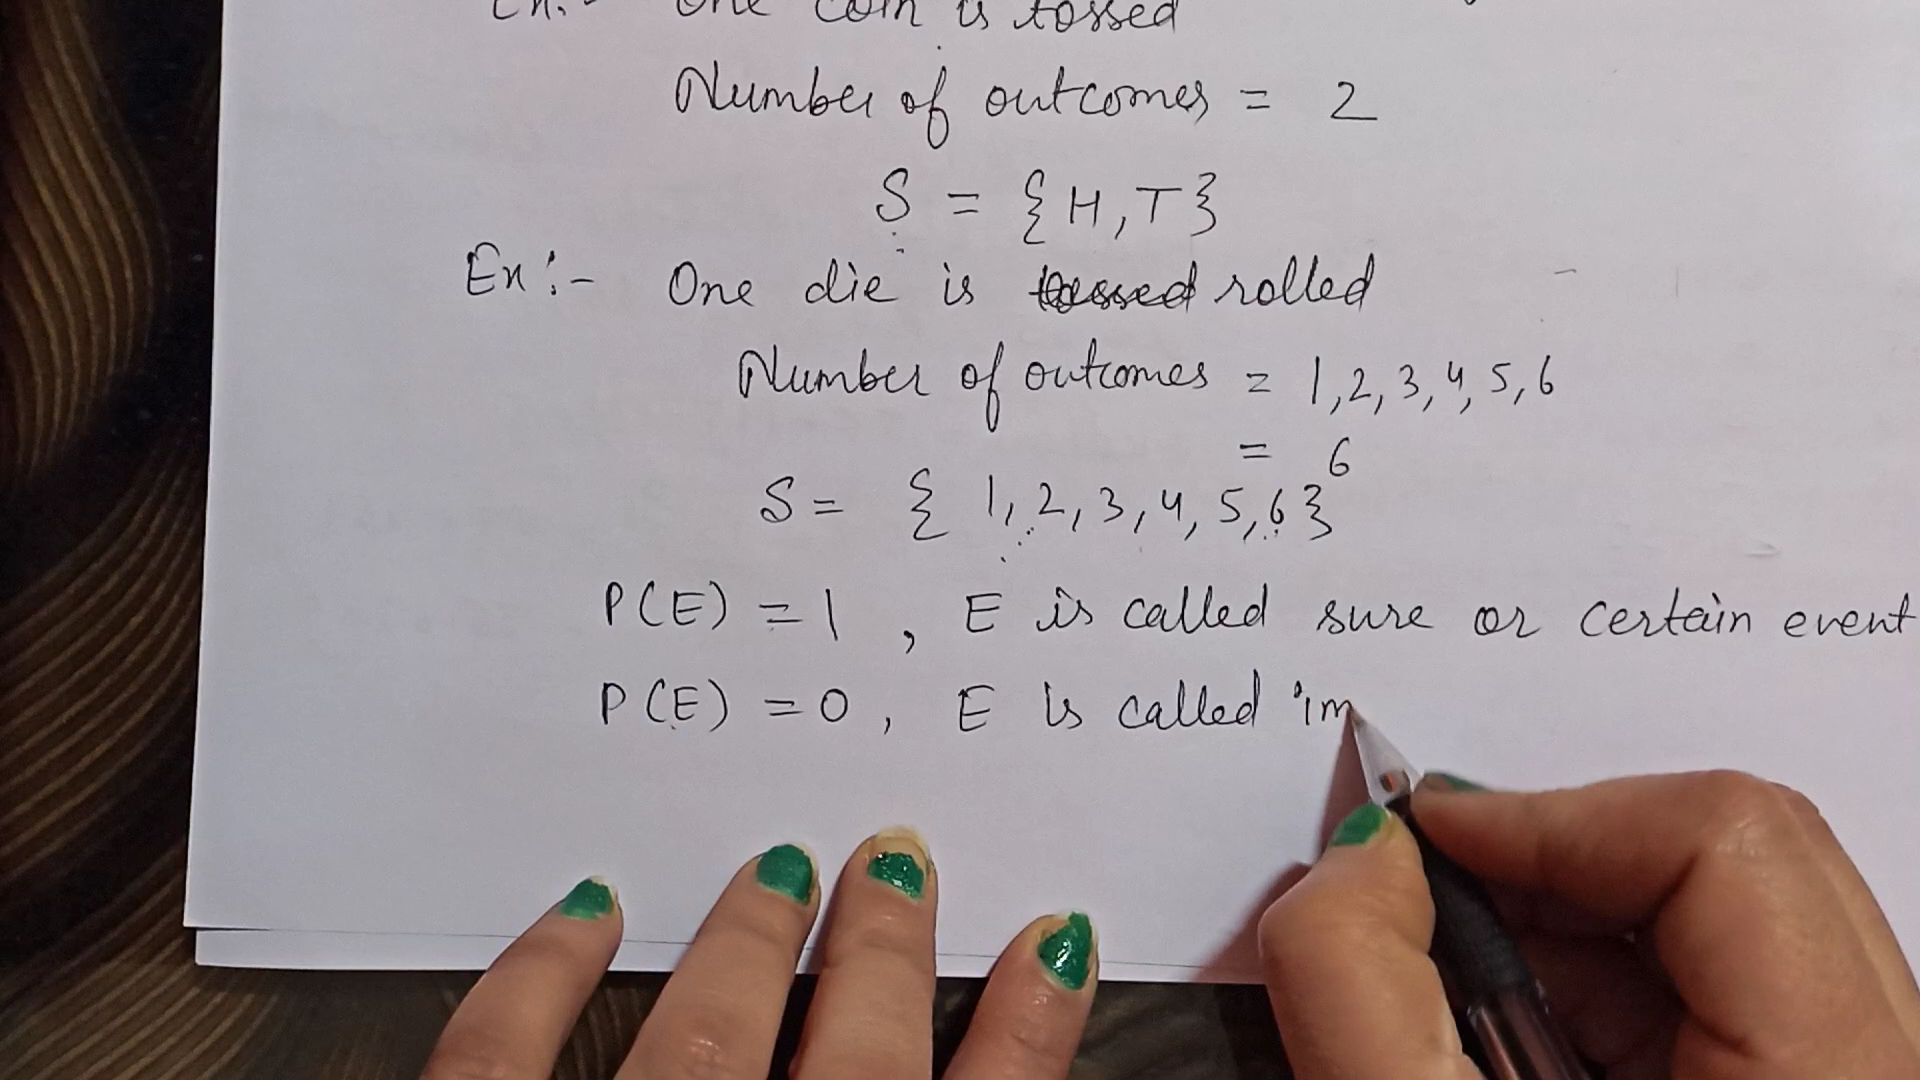 Ex:- One coin is tossed
Number of outcomes = 2
S = {H, T}
Ex:- One die is rolled
Number of outcomes = 1, 2, 3, 4, 5, 6
= 6
S = { 1, 2, 3, 4, 5, 6 }
P(E) = 1 , E is called sure or certain event
P(E) = 0 , E is called im